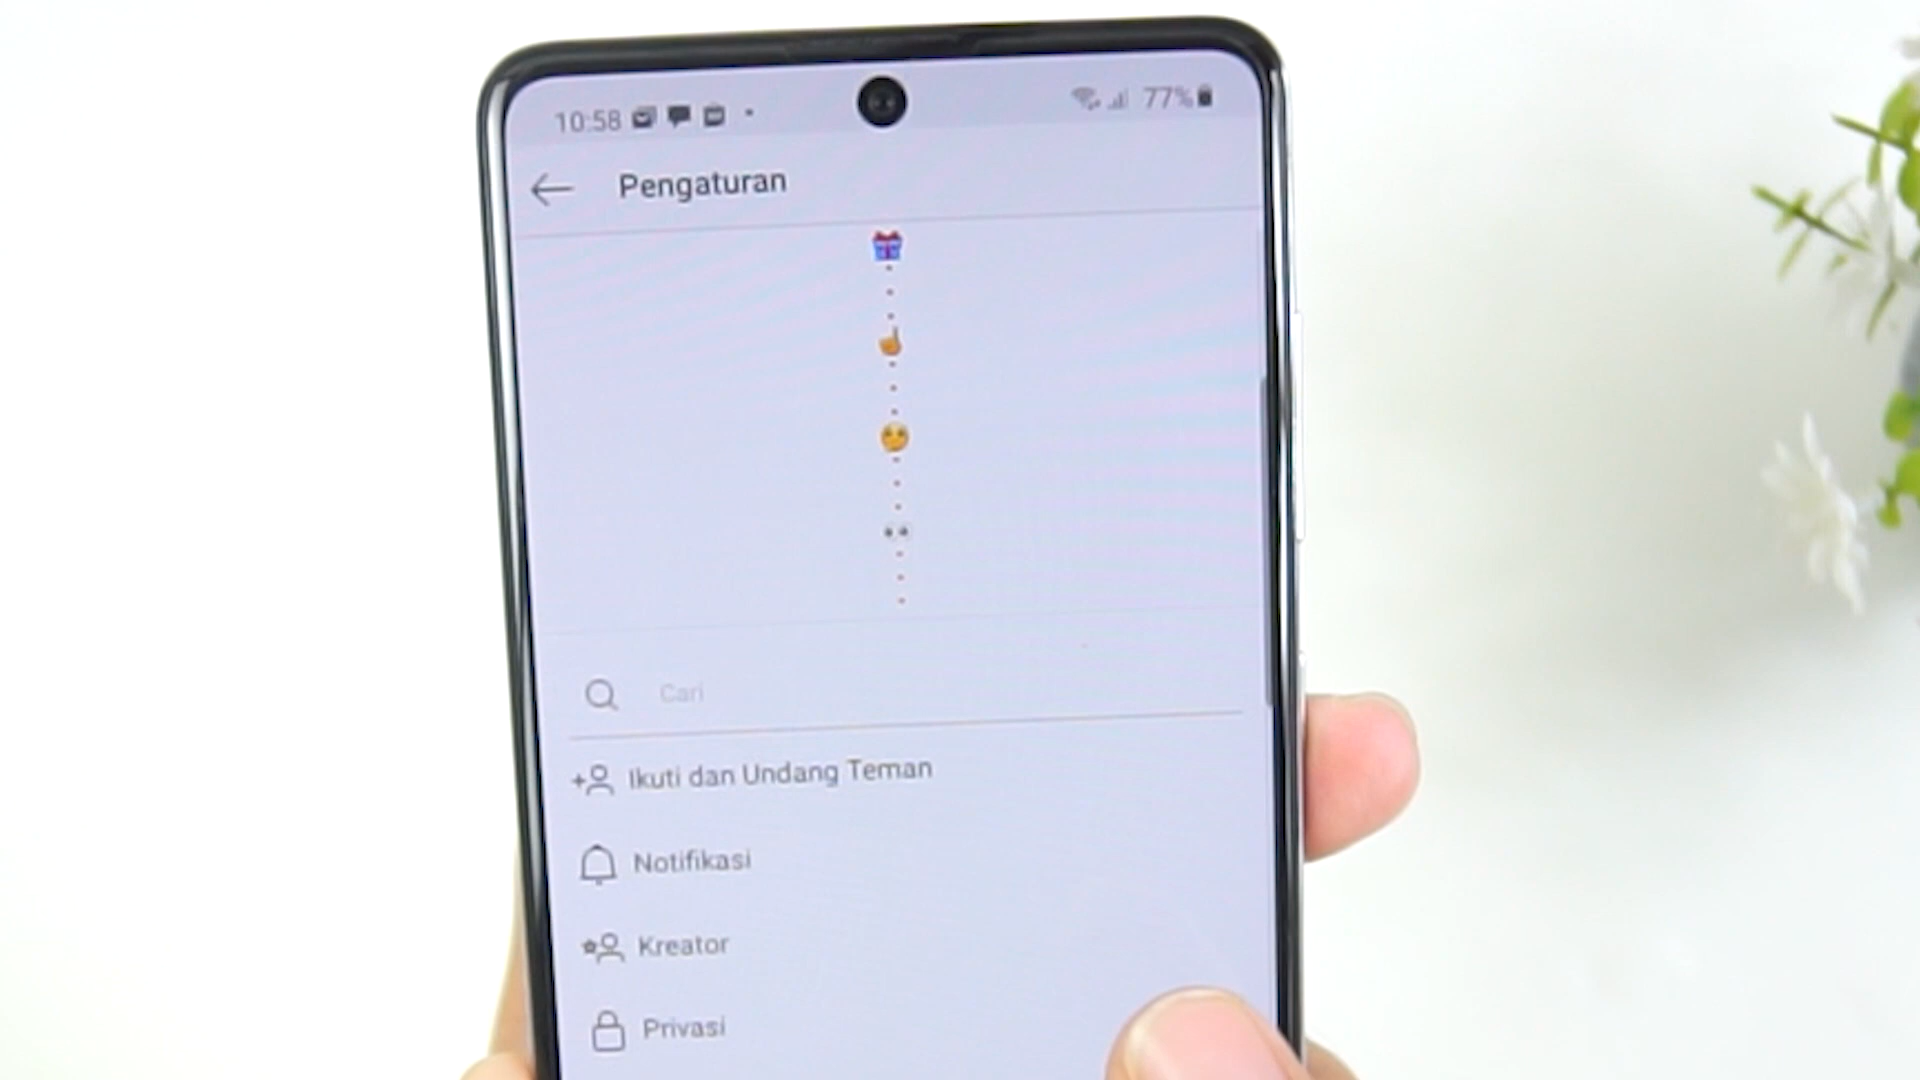 10:58 77%
Pengaturan
Cari
Ikuti dan Undang Teman
Notifikasi
Kreator
Privasi